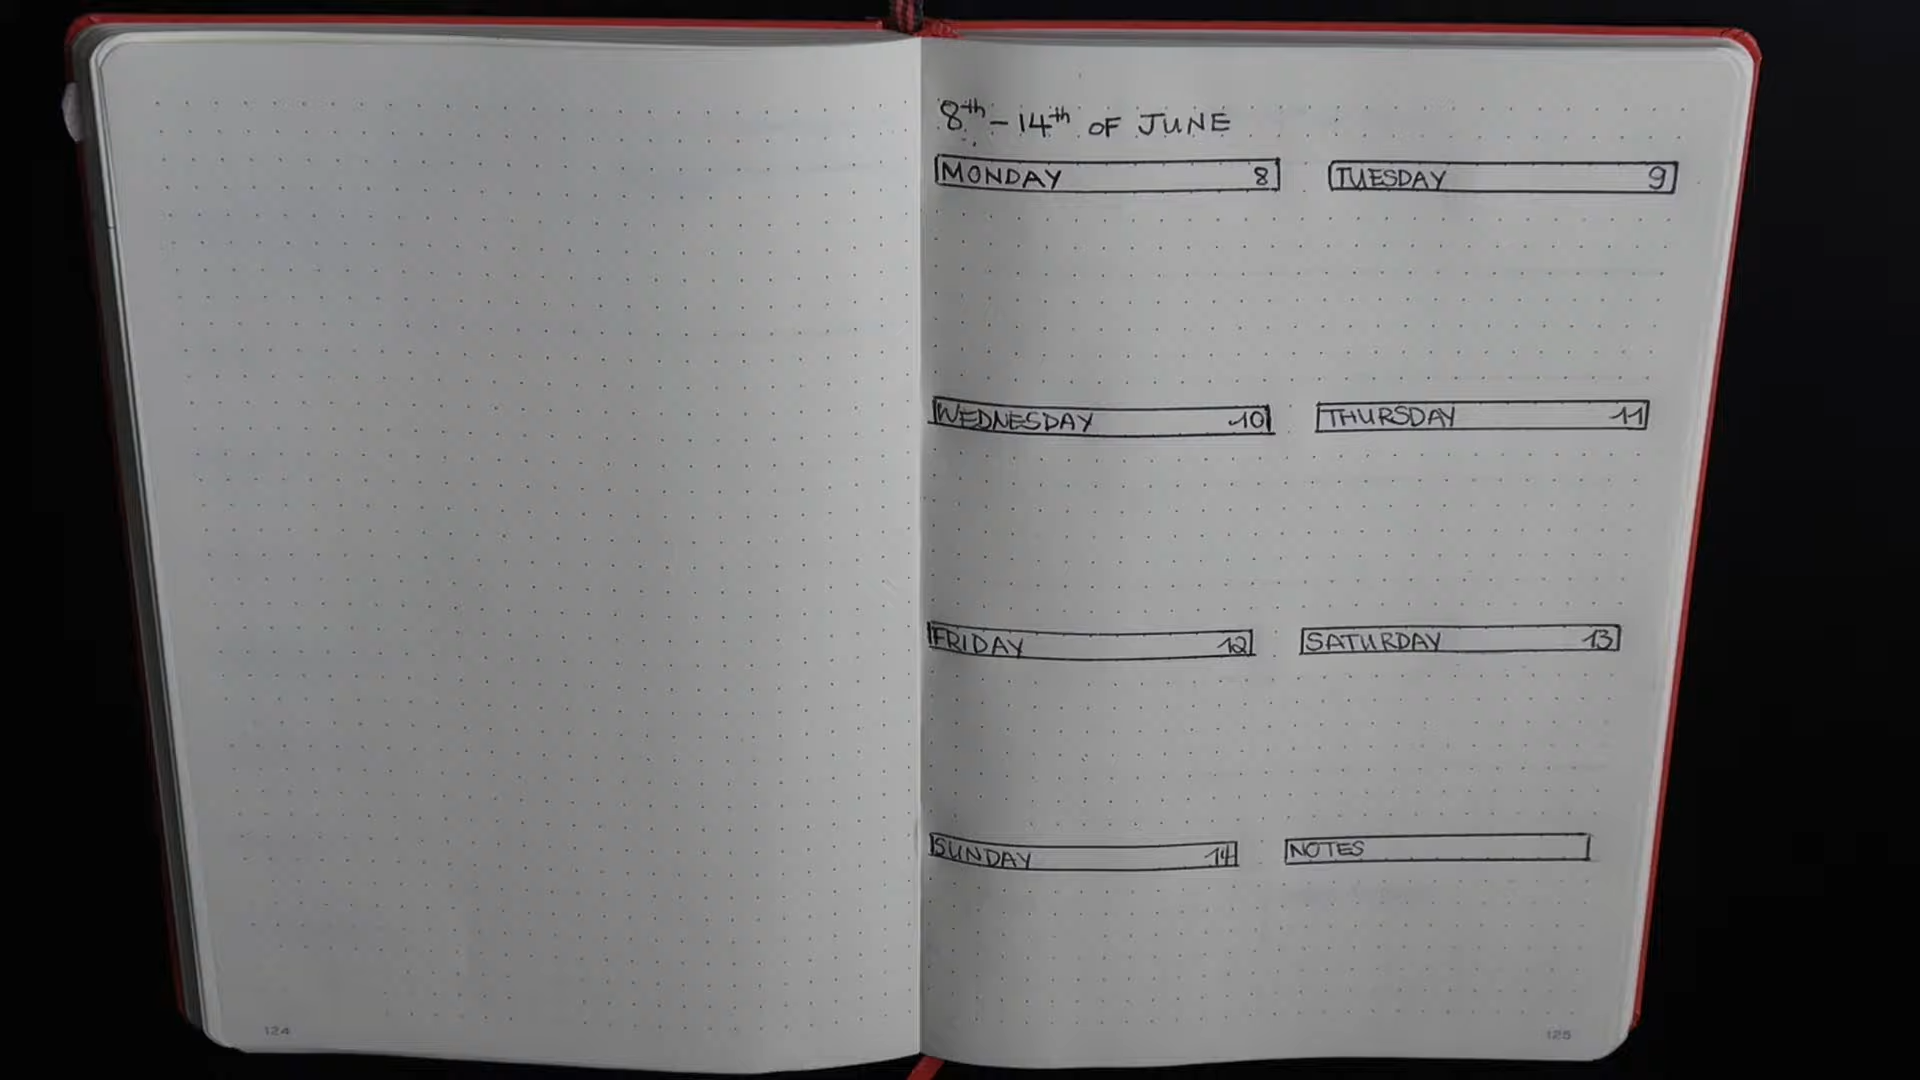 8th – 14th OF JUNE
MONDAY 8
TUESDAY 9
WEDNESDAY 10
THURSDAY 11
FRIDAY 12
SATURDAY 13
SUNDAY 14
NOTES
124
125